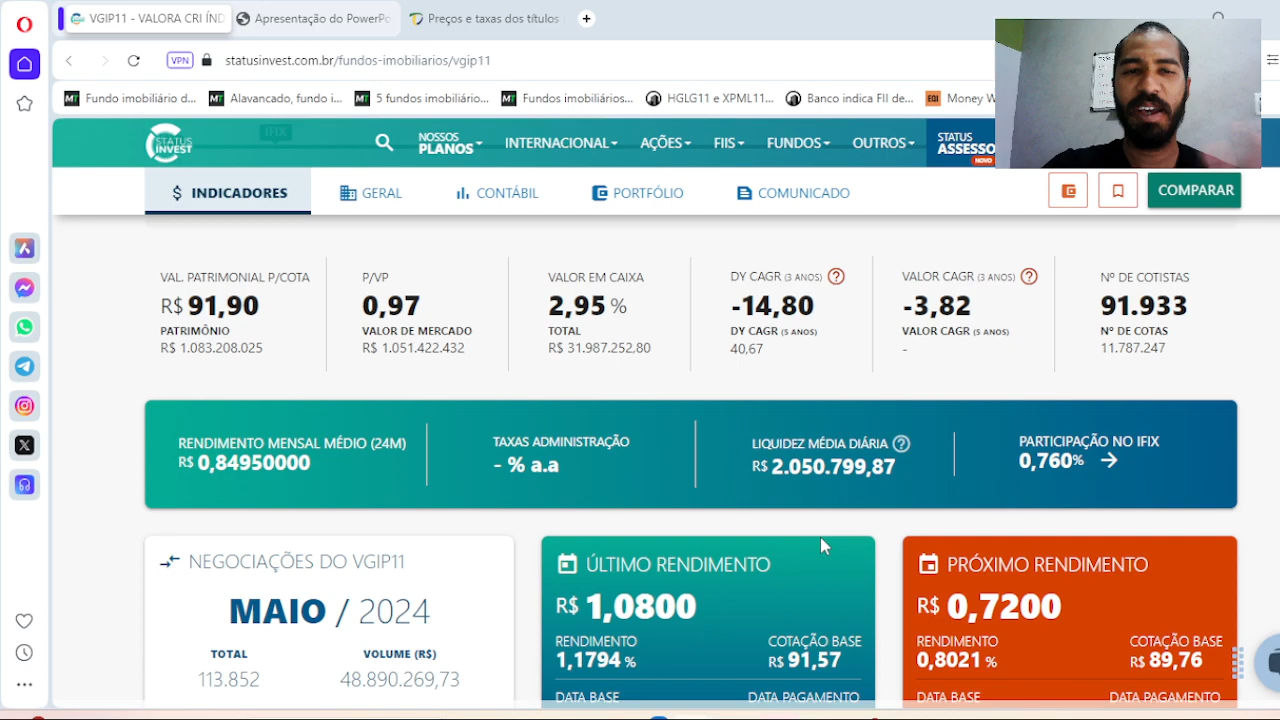 VGIP11 - VALORA CRI ÍND
Apresentação do PowerPo
Preços e taxas dos títulos
VPN
statusinvest.com.br/fundos-imobiliarios/vgip11
Fundo imobiliário d...
Alavancado, fundo i...
5 fundos imobiliário...
Fundos imobiliários...
HGLG11 e XPML11...
Banco indica FII de...
EQI Money W
STATUS INVEST
IFIX
NOSSOS PLANOS
INTERNACIONAL
AÇÕES
FIIS
FUNDOS
OUTROS
STATUS ASSESSO
NOVO
INDICADORES
GERAL
CONTÁBIL
PORTFÓLIO
COMUNICADO
COMPARAR
VAL. PATRIMONIAL P/COTA
R$ 91,90
PATRIMÔNIO
R$ 1.083.208.025
P/VP
0,97
VALOR DE MERCADO
R$ 1.051.422.432
VALOR EM CAIXA
2,95 %
TOTAL
R$ 31.987.252,80
DY CAGR (3 ANOS)
-14,80
DY CAGR (5 ANOS)
40,67
VALOR CAGR (3 ANOS)
-3,82
VALOR CAGR (5 ANOS)
-
Nº DE COTISTAS
91.933
Nº DE COTAS
11.787.247
RENDIMENTO MENSAL MÉDIO (24M)
R$ 0,84950000
TAXAS ADMINISTRAÇÃO
- % a.a
LIQUIDEZ MÉDIA DIÁRIA
R$ 2.050.799,87
PARTICIPAÇÃO NO IFIX
0,760%
NEGOCIAÇÕES DO VGIP11
MAIO / 2024
TOTAL
113.852
VOLUME (R$)
48.890.269,73
ÚLTIMO RENDIMENTO
R$ 1,0800
RENDIMENTO
1,1794 %
COTAÇÃO BASE
R$ 91,57
DATA BASE
DATA PAGAMENTO
PRÓXIMO RENDIMENTO
R$ 0,7200
RENDIMENTO
0,8021 %
COTAÇÃO BASE
R$ 89,76
DATA BASE
DATA PAGAMENTO